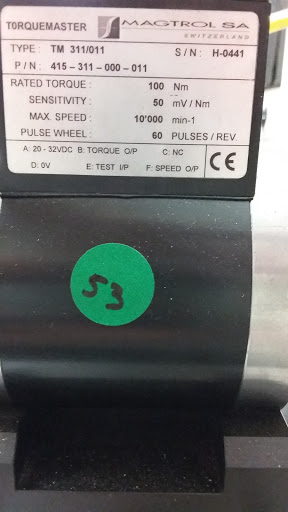 TORQUEMASTER MAGTROL SA
SWITZERLAND
TYPE : TM 311/011 S / N : H-0441
P / N : 415-311-000-011
RATED TORQUE : 100 Nm
SENSITIVITY : 50 mV / Nm
MAX. SPEED : 10'000 min-1
PULSE WHEEL : 60 PULSES / REV.
A: 20 - 32VDC B: TORQUE O/P C: NC
D: 0V E: TEST I/P F: SPEED O/P
CE
53